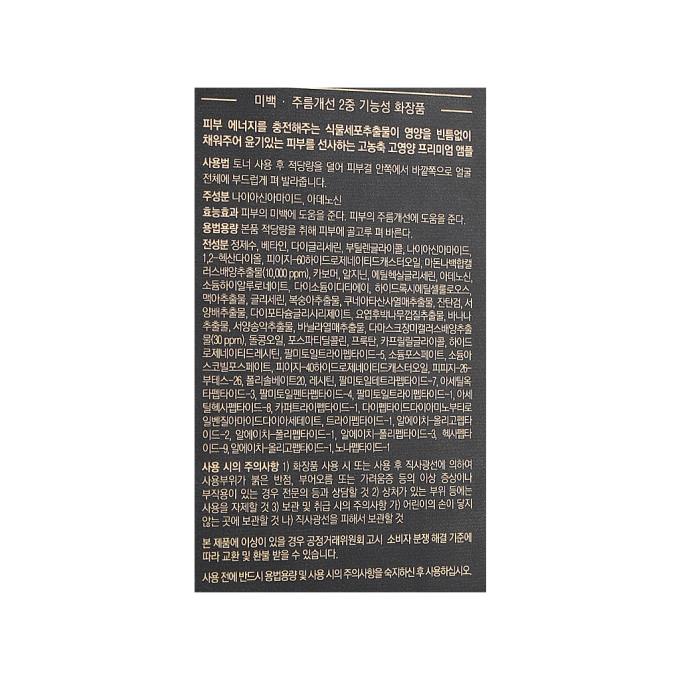 미백 · 주름개선 2중 기능성 화장품
피부 에너지를 충전해주는 식물세포추출물이 영양을 빈틈없이
채워주어 윤기있는 피부를 선사하는 고농축 고영양 프리미엄 앰플
사용법 토너 사용 후 적당량을 덜어 피부결 안쪽에서 바깥쪽으로 얼굴
전체에 부드럽게 펴 발라줍니다.
주성분 나이아신아마이드, 아데노신
효능효과 피부의 미백에 도움을 준다. 피부의 주름개선에 도움을 준다.
용법용량 본품 적당량을 취해 피부에 골고루 펴 바른다.
전성분 정제수, 베타인, 다이글리세린, 부틸렌글라이콜, 나이아신아마이드,
1,2-헥산다이올, 피이지-60하이드로제네이티드캐스터오일, 마돈나백합캘
러스배양추출물(10,000 ppm), 카보머, 알지닌, 에틸헥실글리세린, 아데노신,
소듐하이알루로네이트, 다이소듐이디티에이, 하이드록시에틸셀룰로오스,
맥아추출물, 글리세린, 복숭아추출물, 쿠네아타산사열매추출물, 잔탄검, 서
양배추출물, 다이포타슘글리시리제이트, 요엽후박나무껍질추출물, 바나나
추출물, 서양송악추출물, 바닐라열매추출물, 다마스크장미캘러스배양추출
물(30 ppm), 돌콩오일, 포스파티딜콜린, 프룩탄, 카프릴릴글라이콜, 하이드
로제네이티드레시틴, 팔미토일트라이펩타이드-5, 소듐포스페이트, 소듐아
스코빌포스페이트, 피이지-40하이드로제네이티드캐스터오일, 피피지-26-
부테스-26, 폴리솔베이트20, 레시틴, 팔미토일테트라펩타이드-7, 아세틸옥
타펩타이드-3, 팔미토일펜타펩타이드-4, 팔미토일트라이펩타이드-1, 아세
틸헥사펩타이드-8, 카퍼트라이펩타이드-1, 다이펩타이드다이아미노부티로
일벤질아마이드다이아세테이트, 트라이펩타이드-1, 알에이치-올리고펩타이
드-2, 알에이치-폴리펩타이드-1, 알에이치-폴리펩타이드-3, 헥사펩타이
드-9, 알에이치-올리고펩타이드-1, 노나펩타이드-1
사용 시의 주의사항 1) 화장품 사용 시 또는 사용 후 직사광선에 의하여
사용부위가 붉은 반점, 부어오름 또는 가려움증 등의 이상 증상이나
부작용이 있는 경우 전문의 등과 상담할 것 2) 상처가 있는 부위 등에는
사용을 자제할 것 3) 보관 및 취급 시의 주의사항 가) 어린이의 손이 닿지
않는 곳에 보관할 것 나) 직사광선을 피해서 보관할 것
본 제품에 이상이 있을 경우 공정거래위원회 고시 소비자 분쟁 해결 기준에
따라 교환 및 환불 받을 수 있습니다.
사용 전에 반드시 용법용량 및 사용 시의 주의사항을 숙지하신 후 사용하십시오.